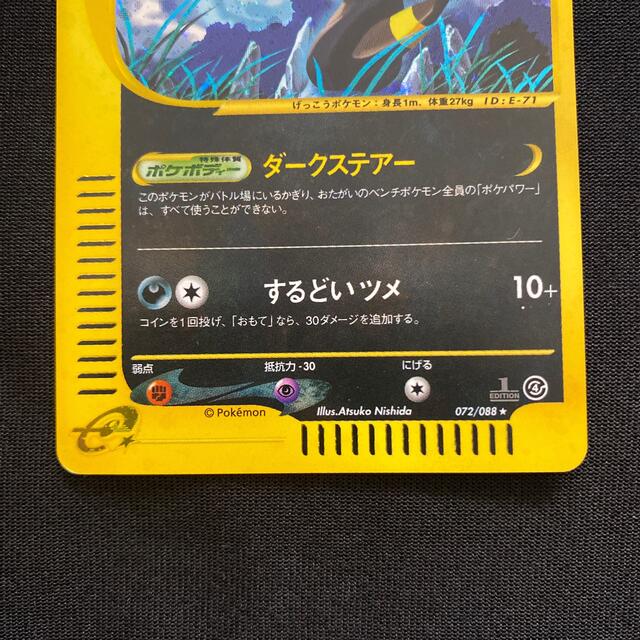 げっこうポケモン：身長1m、体重27kg ID：E-71
特殊体質
ポケボディー ダークステアー
このポケモンがバトル場にいるかぎり、おたがいのベンチポケモン全員の「ポケパワー」
は、すべて使うことができない。
するどいツメ 10+
コインを1回投げ、「おもて」なら、30ダメージを追加する。
弱点 抵抗力-30 にげる
1 EDITION 4
© Pokémon Illus.Atsuko Nishida 072/088★
e